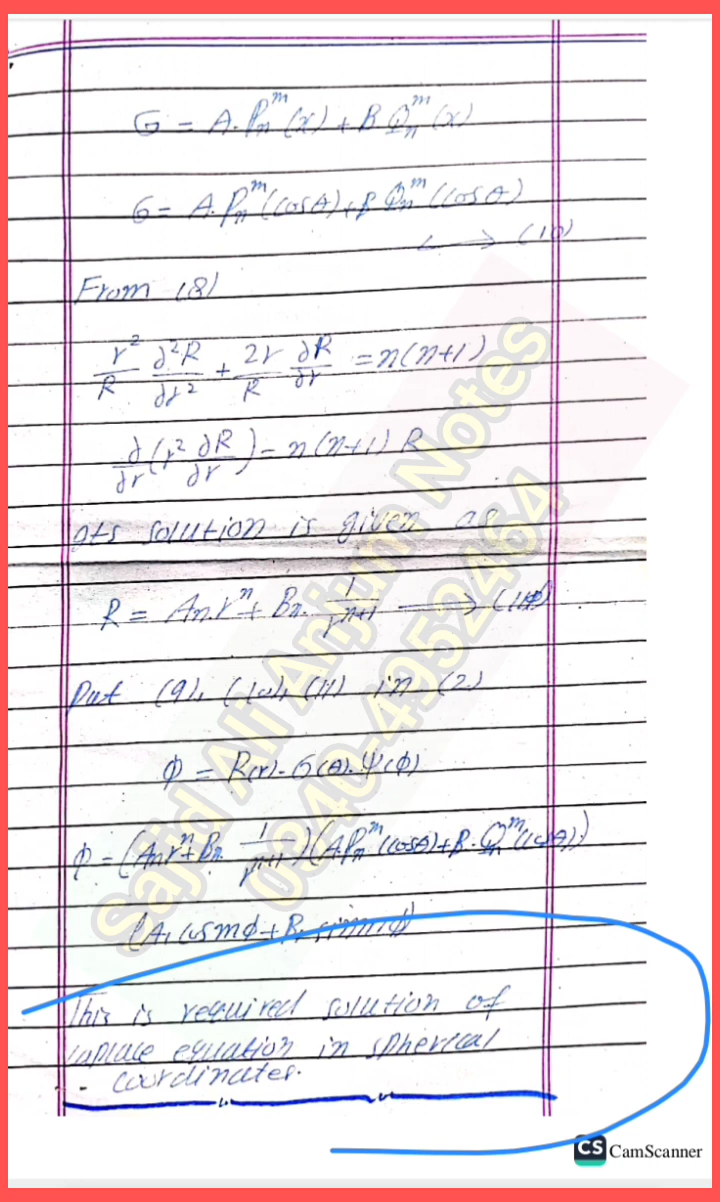 G = A.Pₙᵐ(x) + B.Qₙᵐ(x)
G = A.Pₙᵐ(cosθ) + B Qₙᵐ(cosθ)
⟶ (10)
From (8)
r²/R ∂²R/∂r² + 2r/R ∂R/∂r = n(n+1)
∂/∂r (r² ∂R/∂r) = n(n+1) R
Its solution is given as
R = An.rⁿ + Bn. 1/rⁿ⁺¹ ⟶ (11)
Put (9), (10), (11) in (2)
Φ = R(r). G(θ). Ψ(ϕ)
Φ = (Anrⁿ + Bn. 1/rⁿ⁺¹)(A.Pₙᵐ(cosθ) + B.Qₙᵐ(cosθ))
(A₁ cosmϕ + B₁ sinmϕ)
This is required solution of
laplace equation in spherical
coordinates.
Sajid Ali Anjum Notes
0340-4952464
CS CamScanner